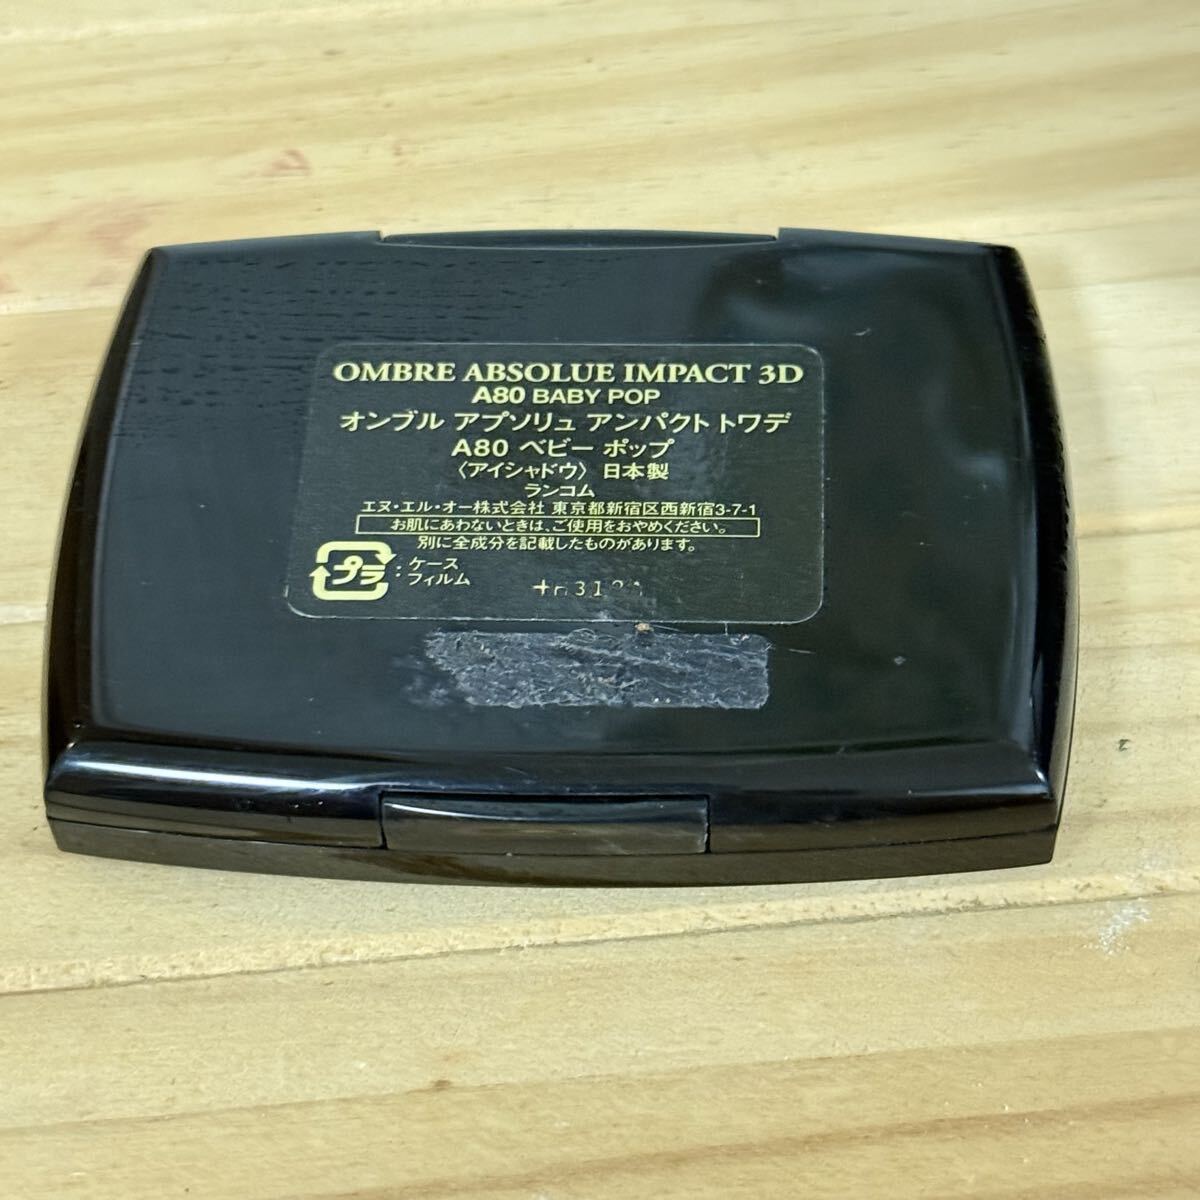 OMBRE ABSOLUE IMPACT 3D
A80 BABY POP
オンブル アプソリュ アンパクト トワデ
A80 ベビー ポップ
〈アイシャドウ〉 日本製
ランコム
エヌ・エル・オー株式会社 東京都新宿区西新宿3-7-1
お肌にあわないときは、ご使用をおやめください。
別に全成分を記載したものがあります。
プラ : ケース
: フィルム